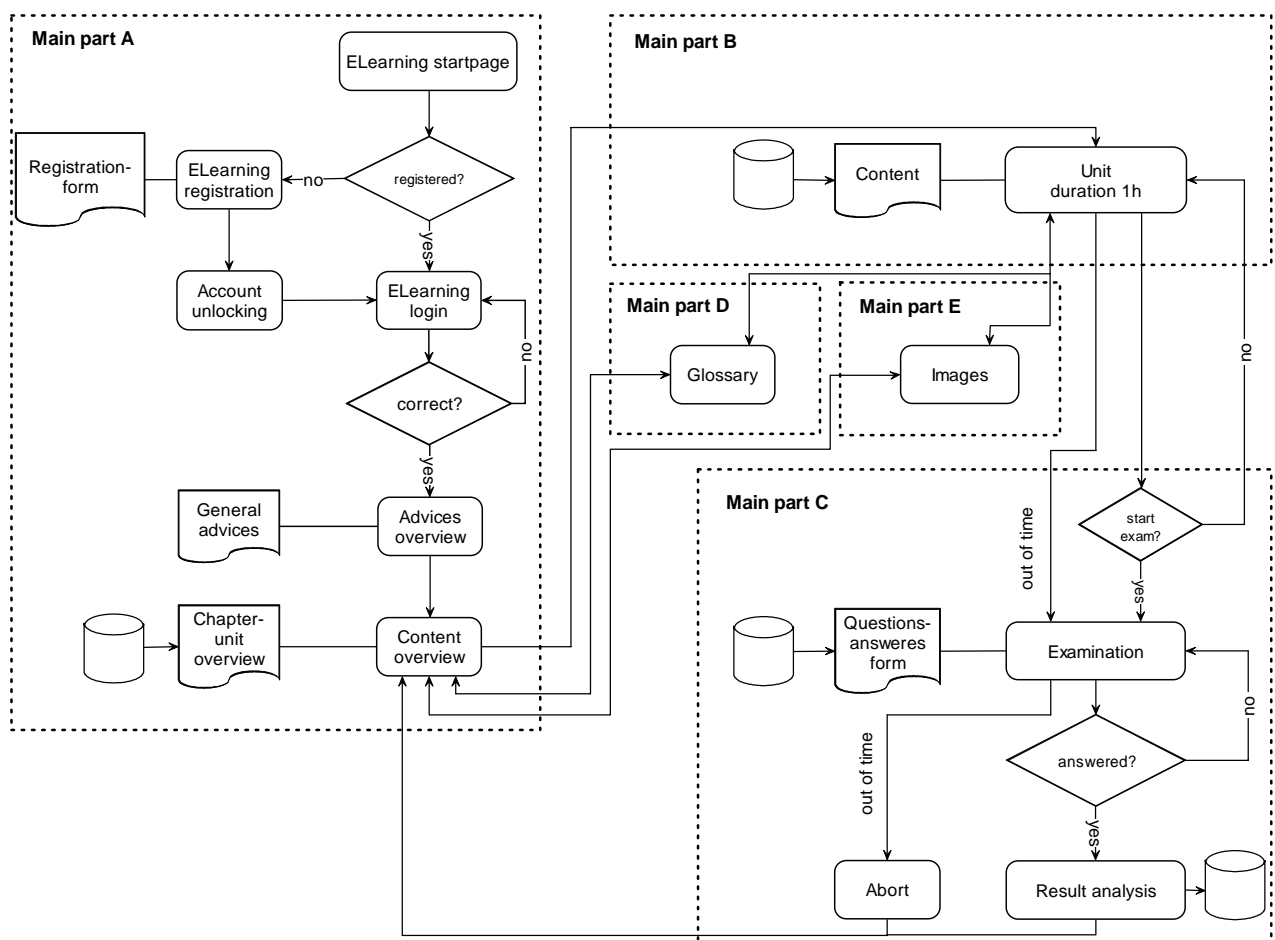 Main part A
ELearning startpage
Registration-
form
ELearning
registration
no
registered?
yes
Account
unlocking
ELearning
login
no
correct?
yes
General
advices
Advices
overview
Chapter-
unit
overview
Content
overview
Main part B
Content
Unit
duration 1h
Main part D
Glossary
Main part E
Images
no
Main part C
out of time
start
exam?
yes
Questions-
answeres
form
Examination
no
out of time
answered?
yes
Abort
Result analysis